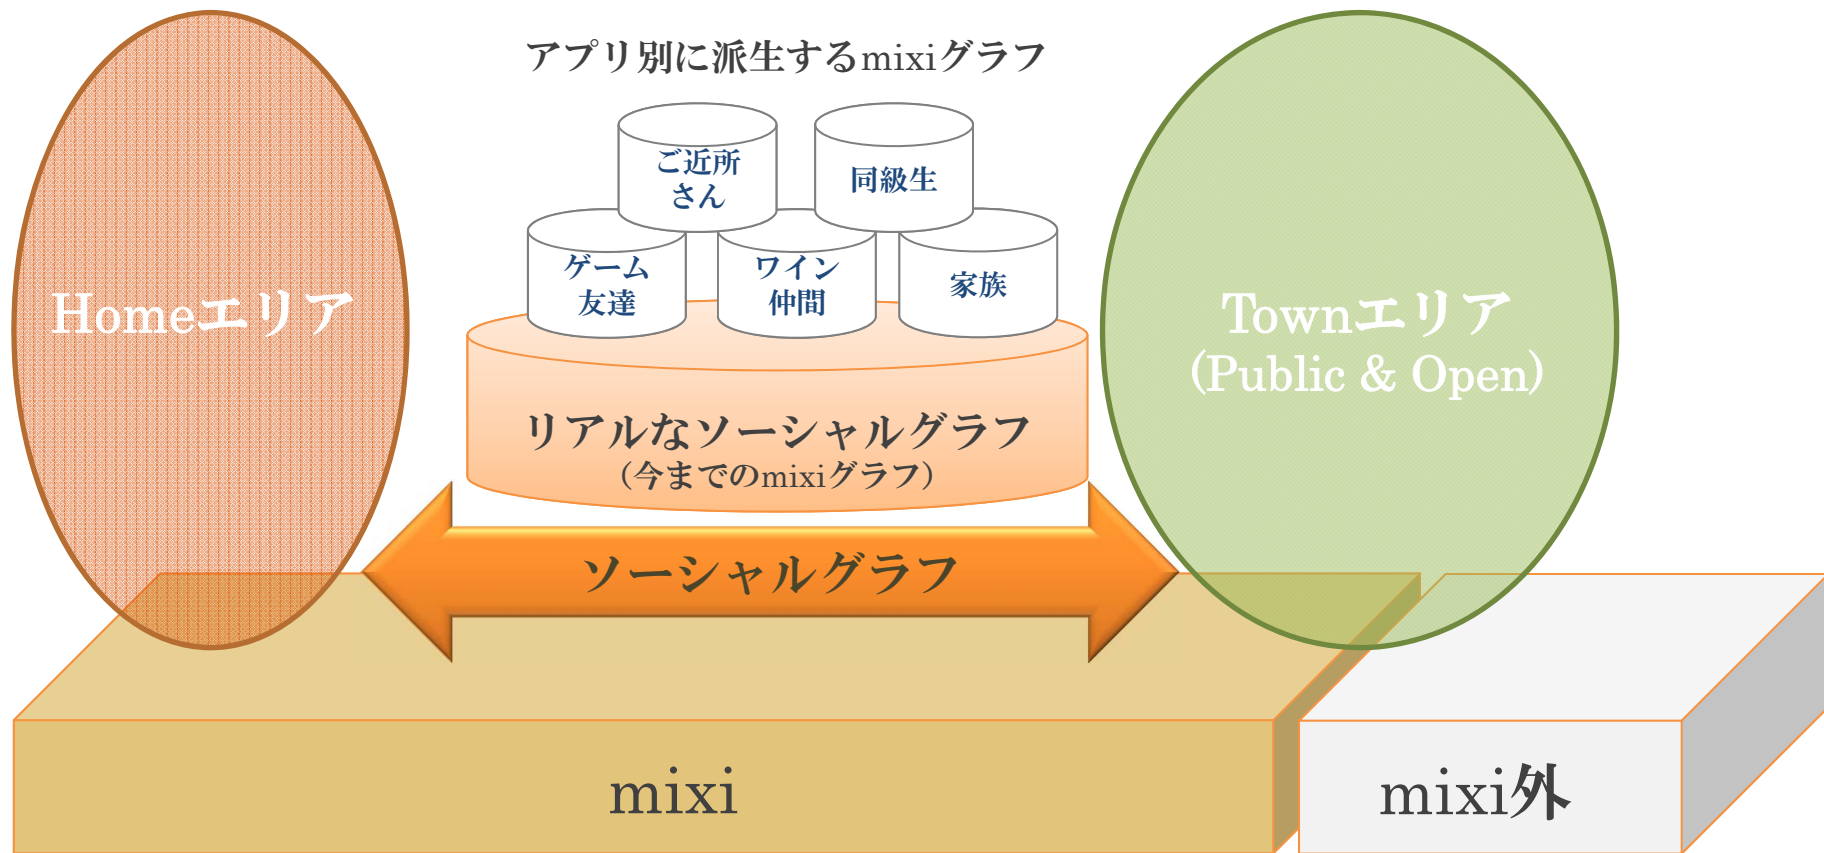 アプリ別に派生するmixiグラフ
ご近所
さん
同級生
ゲーム
友達
ワイン
仲間
家族
Homeエリア
Townエリア
(Public & Open)
リアルなソーシャルグラフ
（今までのmixiグラフ）
ソーシャルグラフ
mixi
mixi外